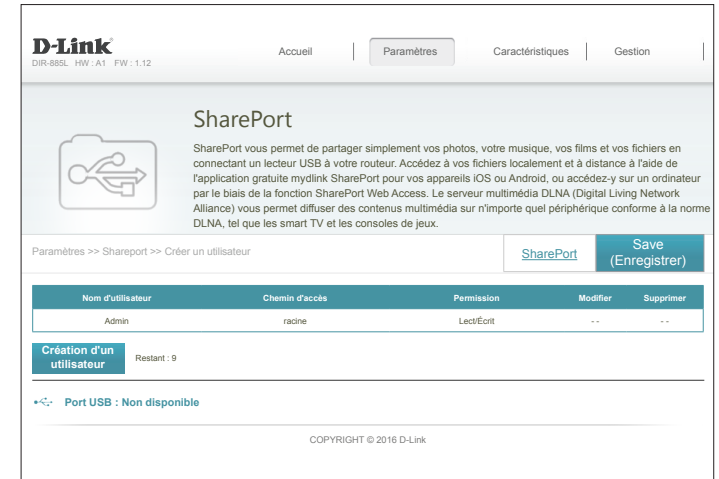 D-Link
DIR-885L HW : A1 FW : 1.12
Accueil
Paramètres
Caractéristiques
Gestion
SharePort
SharePort vous permet de partager simplement vos photos, votre musique, vos films et vos fichiers en
connectant un lecteur USB à votre routeur. Accédez à vos fichiers localement et à distance à l'aide de
l'application gratuite mydlink SharePort pour vos appareils iOS ou Android, ou accédez-y sur un ordinateur
par le biais de la fonction SharePort Web Access. Le serveur multimédia DLNA (Digital Living Network
Alliance) vous permet diffuser des contenus multimédia sur n'importe quel périphérique conforme à la norme
DLNA, tel que les smart TV et les consoles de jeux.
Paramètres >> Shareport >> Créer un utilisateur
SharePort
Save
(Enregistrer)
Nom d'utilisateur Chemin d'accès Permission Modifier Supprimer
Admin racine Lect/Écrit - - - -
Création d'un
utilisateur
Restant : 9
Port USB : Non disponible
COPYRIGHT © 2016 D-Link